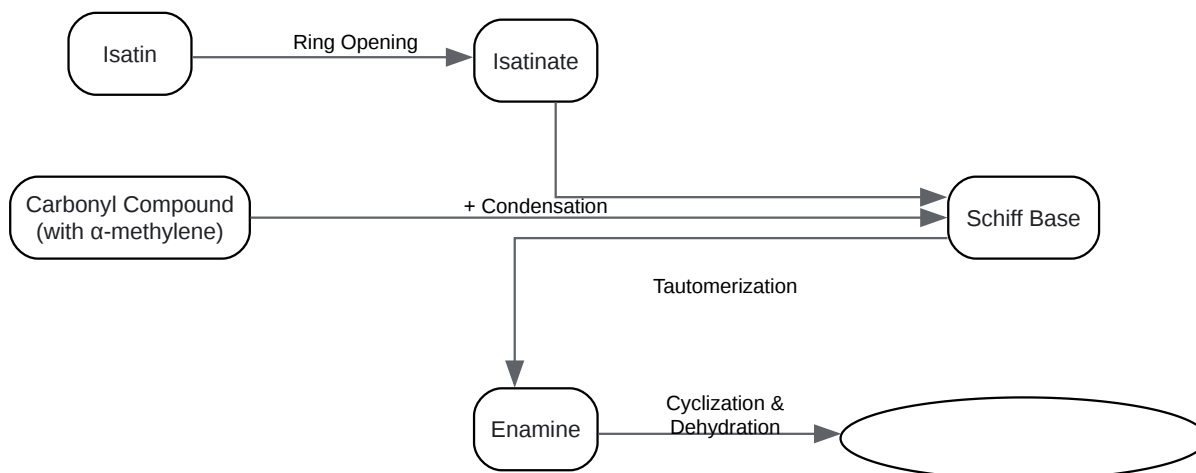 Isatin
Ring Opening
Isatinate
Carbonyl Compound
(with α-methylene)
+ Condensation
Schiff Base
Tautomerization
Enamine
Cyclization &
Dehydration